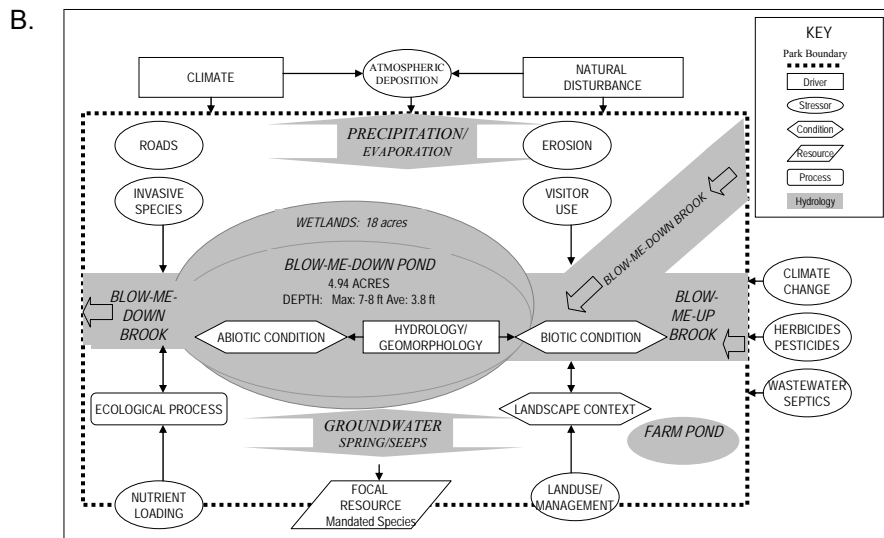 B.
KEY
Park Boundary
Driver
Stressor
Condition
Resource
Process
Hydrology
CLIMATE
ATMOSPHERIC
DEPOSITION
NATURAL
DISTURBANCE
ROADS
PRECIPITATION/
EVAPORATION
EROSION
INVASIVE
SPECIES
VISITOR
USE
WETLANDS: 18 acres
BLOW-ME-DOWN BROOK
BLOW-ME-DOWN POND
4.94 ACRES
DEPTH: Max: 7-8 ft Ave: 3.8 ft
BLOW-ME-
DOWN
BROOK
BLOW-
ME-UP
BROOK
CLIMATE
CHANGE
ABIOTIC CONDITION
HYDROLOGY/
GEOMORPHOLOGY
BIOTIC CONDITION
HERBICIDES
PESTICIDES
WASTEWATER
SEPTICS
ECOLOGICAL PROCESS
LANDSCAPE CONTEXT
GROUNDWATER
SPRING/SEEPS
FARM POND
NUTRIENT
LOADING
FOCAL
RESOURCE
Mandated Species
LANDUSE/
MANAGEMENT